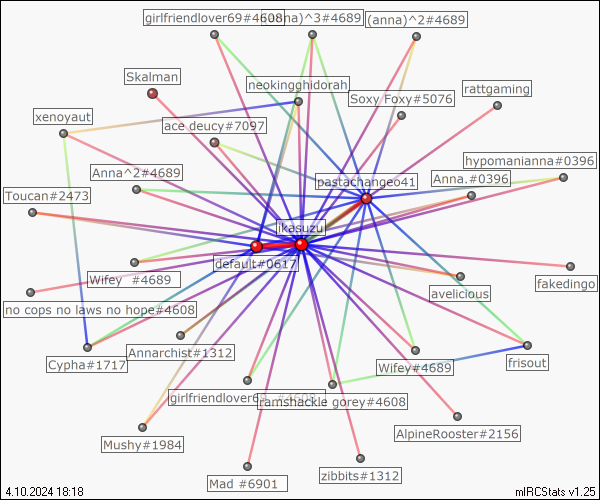 girlfriendlover69#4608
nna)^3#4689
(anna)^2#4689
Skalman
neokingghidorah
rattgaming
Soxy Foxy#5076
xenoyaut
ace deucy#7097
hypomanianna#0396
Anna^2#4689
pastachangeo41
Anna.#0396
Toucan#2473
ikasuzu
default#0617
Wifey #4689
fakedingo
avelicious
no cops no laws no hope#4608
Annarchist#1312
Cypha#1717
Wifey#4689
frisout
girlfriendlover69 #4608
ramshackle gorey#4608
Mushy#1984
AlpineRooster#2156
zibbits#1312
Mad #6901
4.10.2024 18:18
mIRCStats v1.25